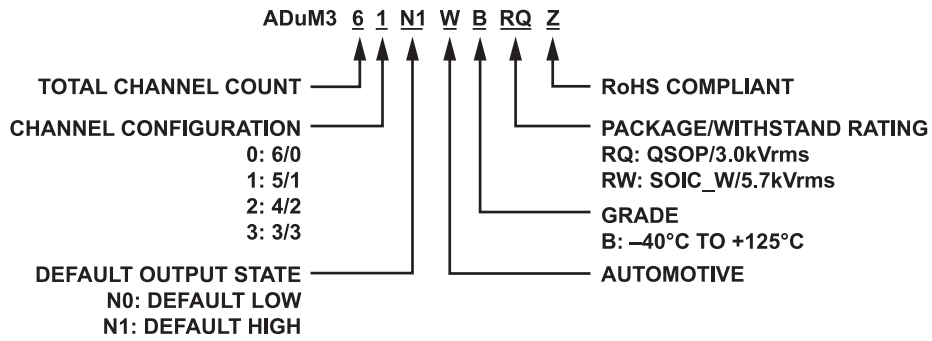 ADuM3 6 1 N1 W B RQ Z
TOTAL CHANNEL COUNT
CHANNEL CONFIGURATION
0: 6/0
1: 5/1
2: 4/2
3: 3/3
DEFAULT OUTPUT STATE
N0: DEFAULT LOW
N1: DEFAULT HIGH
RoHS COMPLIANT
PACKAGE/WITHSTAND RATING
RQ: QSOP/3.0kVrms
RW: SOIC_W/5.7kVrms
GRADE
B: –40°C TO +125°C
AUTOMOTIVE